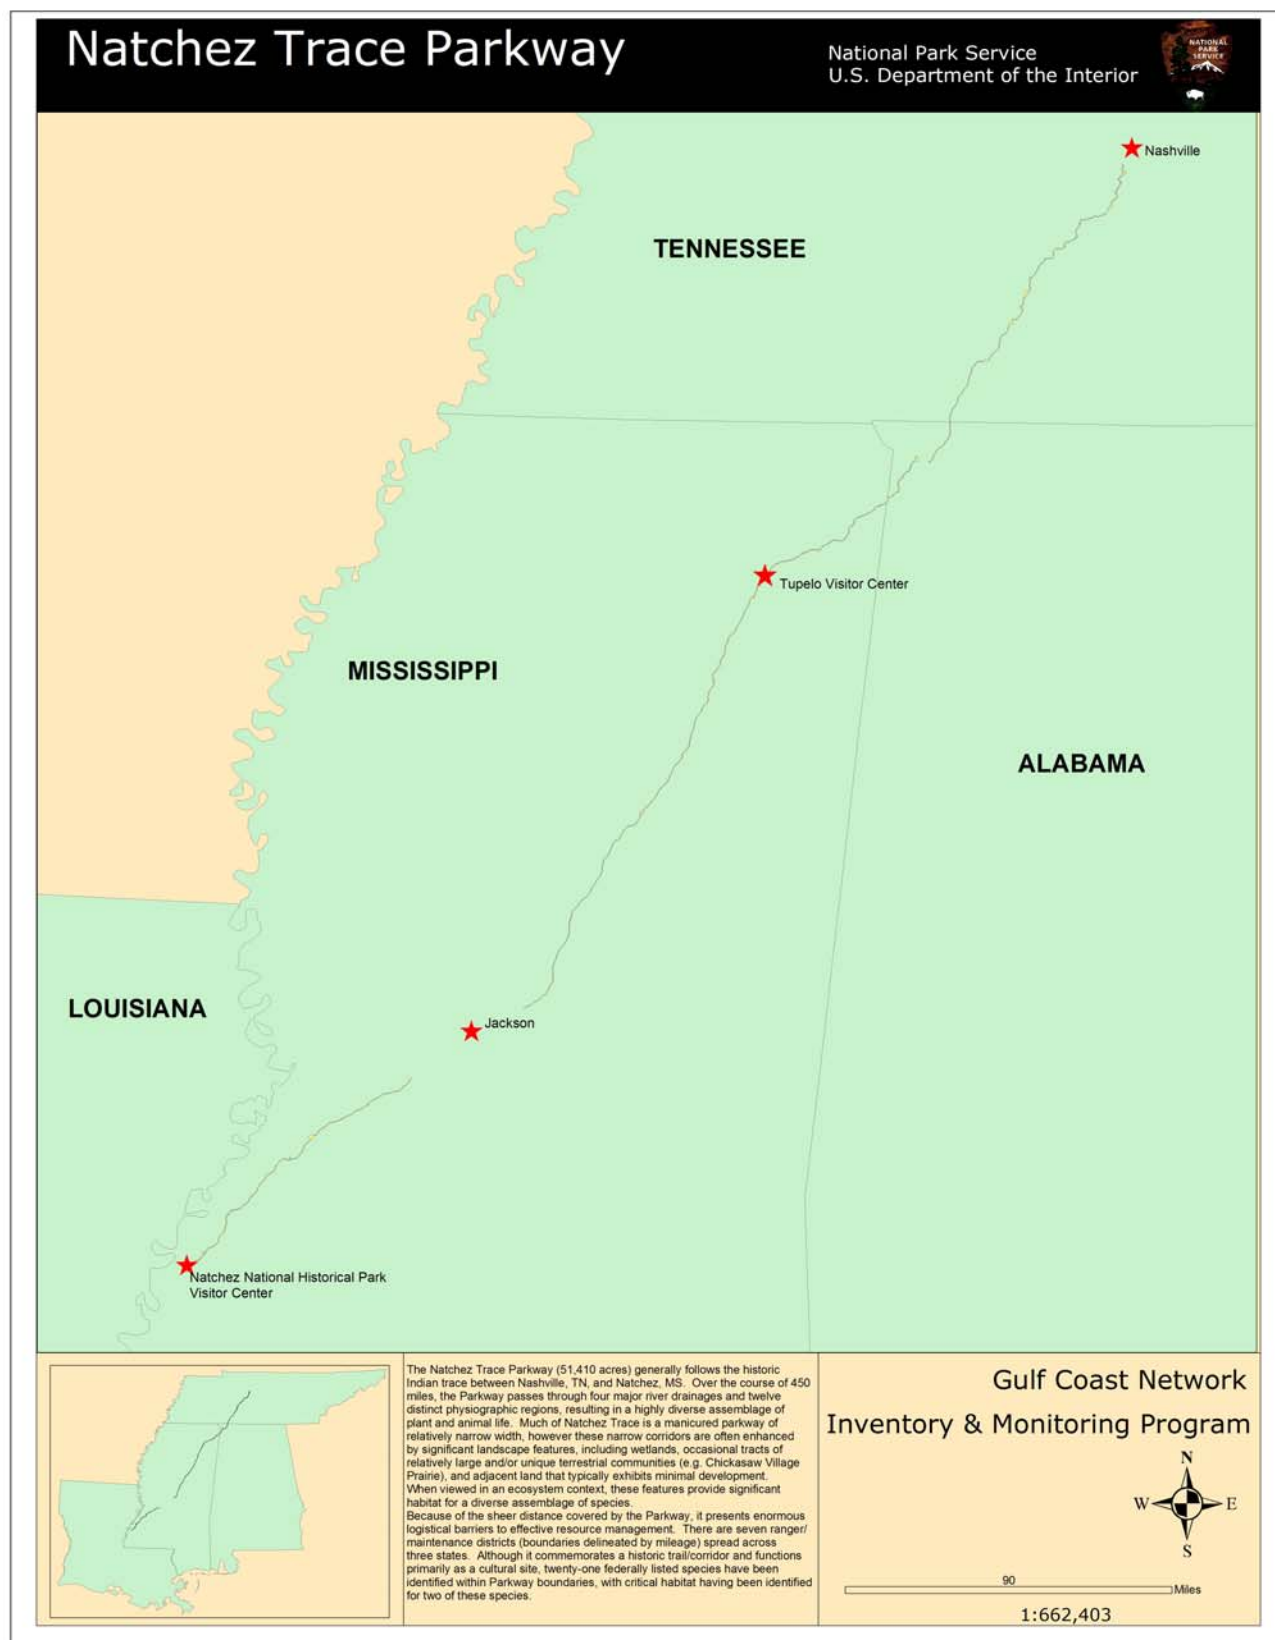 Natchez Trace Parkway
National Park Service
U.S. Department of the Interior
NATIONAL
PARK
SERVICE
Nashville
TENNESSEE
Tupelo Visitor Center
MISSISSIPPI
ALABAMA
LOUISIANA
Jackson
Natchez National Historical Park
Visitor Center
The Natchez Trace Parkway (51,410 acres) generally follows the historic
Indian trace between Nashville, TN, and Natchez, MS. Over the course of 450
miles, the Parkway passes through four major river drainages and twelve
distinct physiographic regions, resulting in a highly diverse assemblage of
plant and animal life. Much of Natchez Trace is a manicured parkway of
relatively narrow width, however these narrow corridors are often enhanced
by significant landscape features, including wetlands, occasional tracts of
relatively large and/or unique terrestrial communities (e.g. Chickasaw Village
Prairie), and adjacent land that typically exhibits minimal development.
When viewed in an ecosystem context, these features provide significant
habitat for a diverse assemblage of species.
Because of the sheer distance covered by the Parkway, it presents enormous
logistical barriers to effective resource management. There are seven ranger/
maintenance districts (boundaries delineated by mileage) spread across
three states. Although it commemorates a historic trail/corridor and functions
primarily as a cultural site, twenty-one federally listed species have been
identified within Parkway boundaries, with critical habitat having been identified
for two of these species.
Gulf Coast Network
Inventory & Monitoring Program
N
W E
S
90
Miles
1:662,403